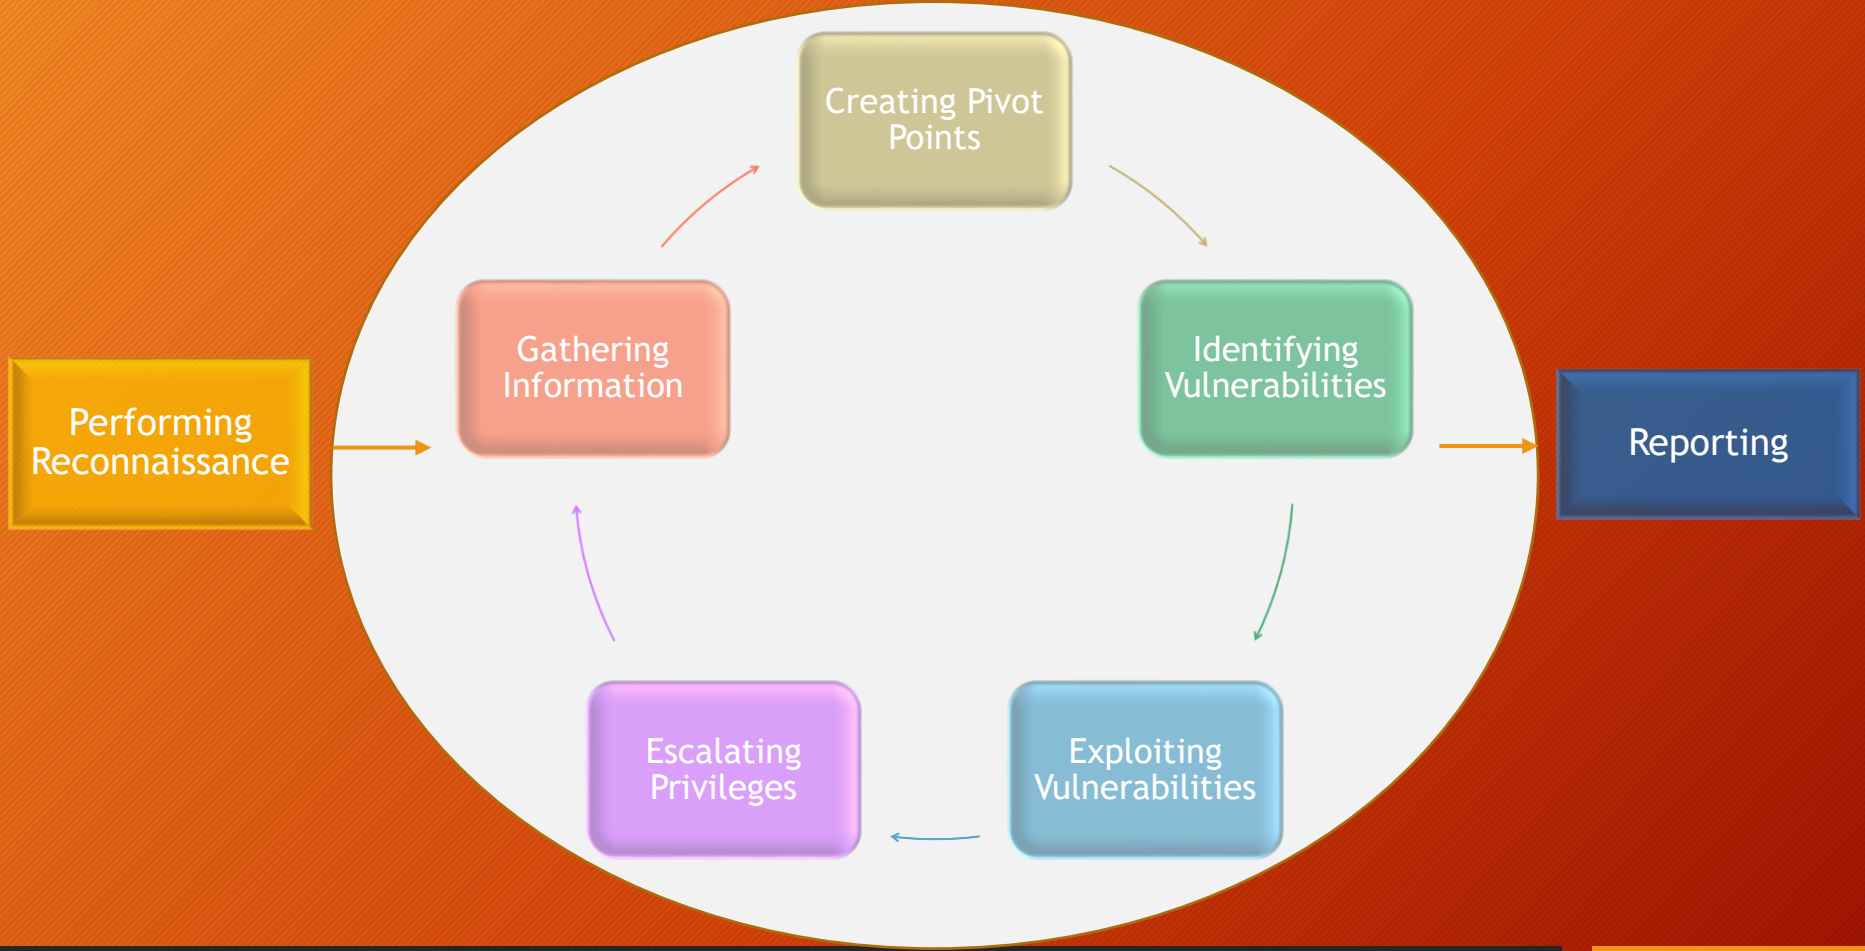 Creating Pivot
Points
Gathering
Information
Identifying
Vulnerabilities
Performing
Reconnaissance
Reporting
Escalating
Privileges
Exploiting
Vulnerabilities